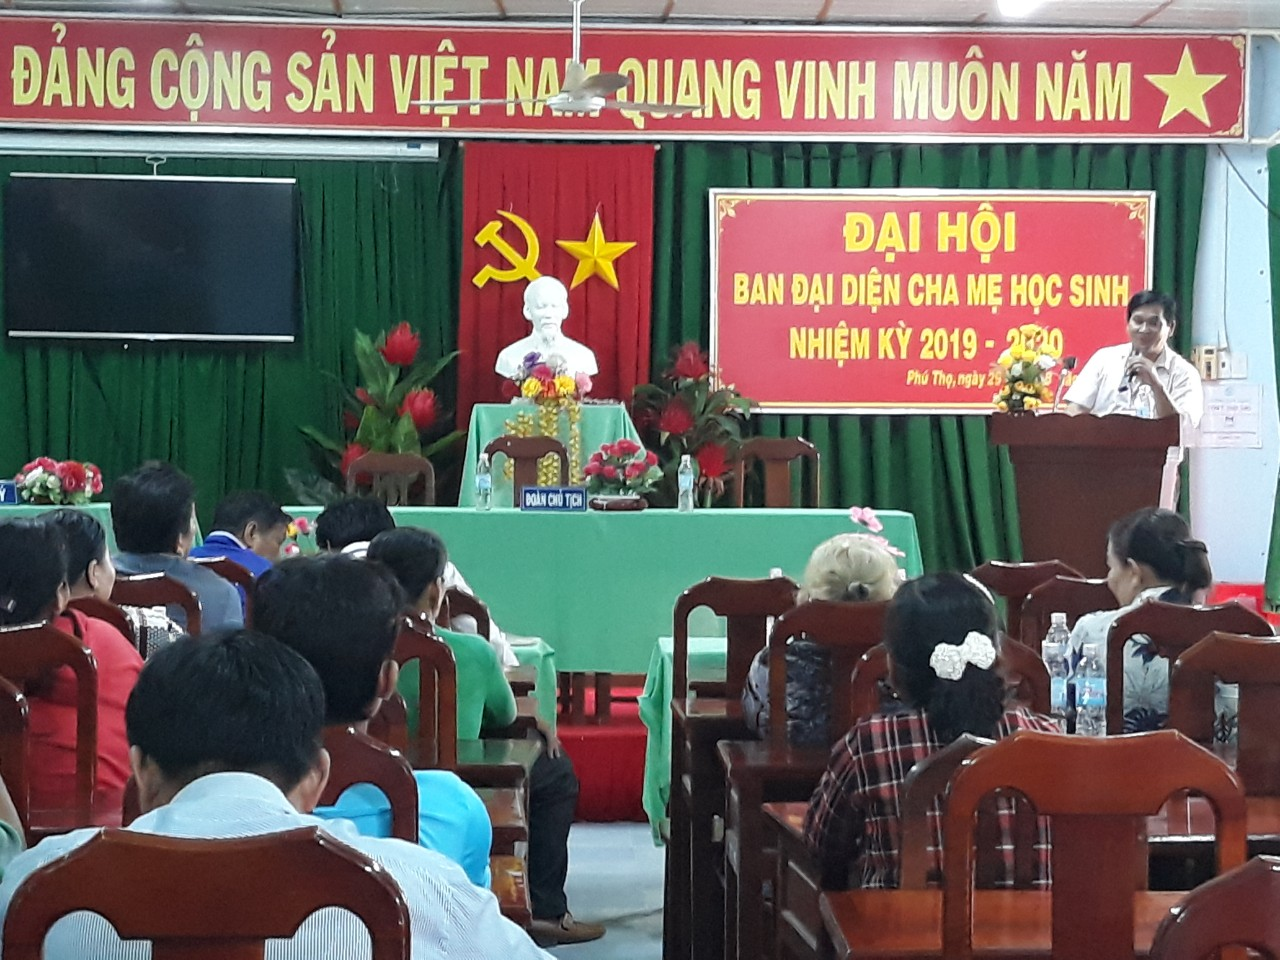 ĐẢNG CỘNG SẢN VIỆT NAM QUANG VINH MUÔN NĂM
ĐẠI HỘI
BAN ĐẠI DIỆN CHA MẸ HỌC SINH
NHIỆM KỲ 2019 - 2020
Phú Thọ, ngày 29
ĐOÀN CHỦ TỊCH